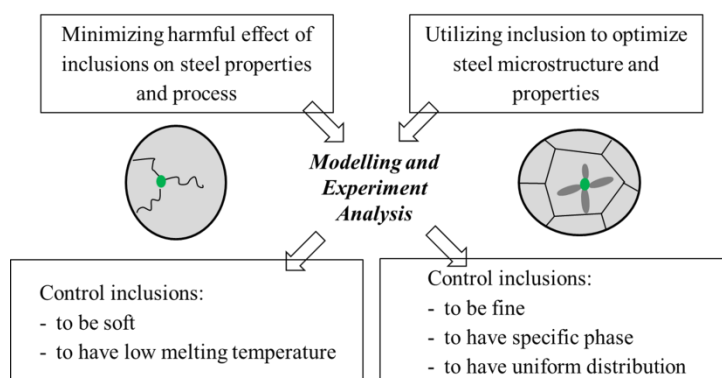 Minimizing harmful effect of
inclusions on steel properties
and process
Utilizing inclusion to optimize
steel microstructure and
properties
Modelling and
Experiment
Analysis
Control inclusions:
- to be soft
- to have low melting temperature
Control inclusions:
- to be fine
- to have specific phase
- to have uniform distribution